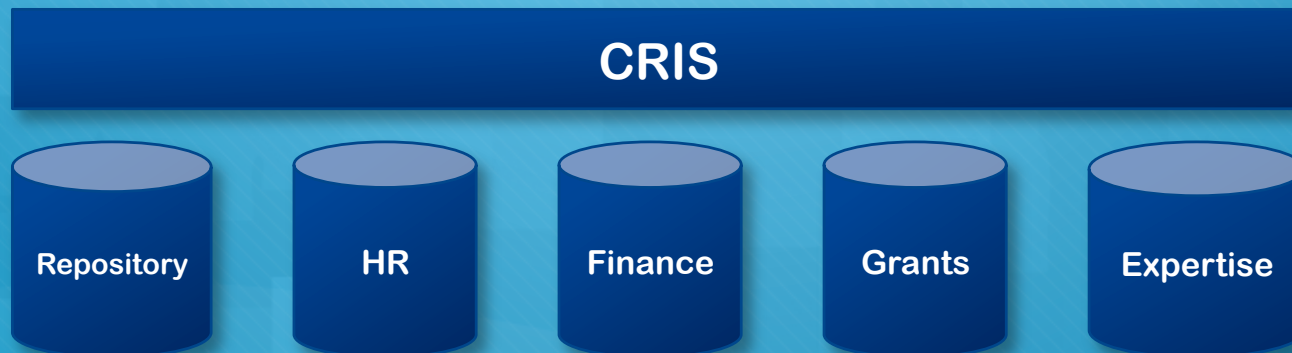 CRIS
Repository
HR
Finance
Grants
Expertise